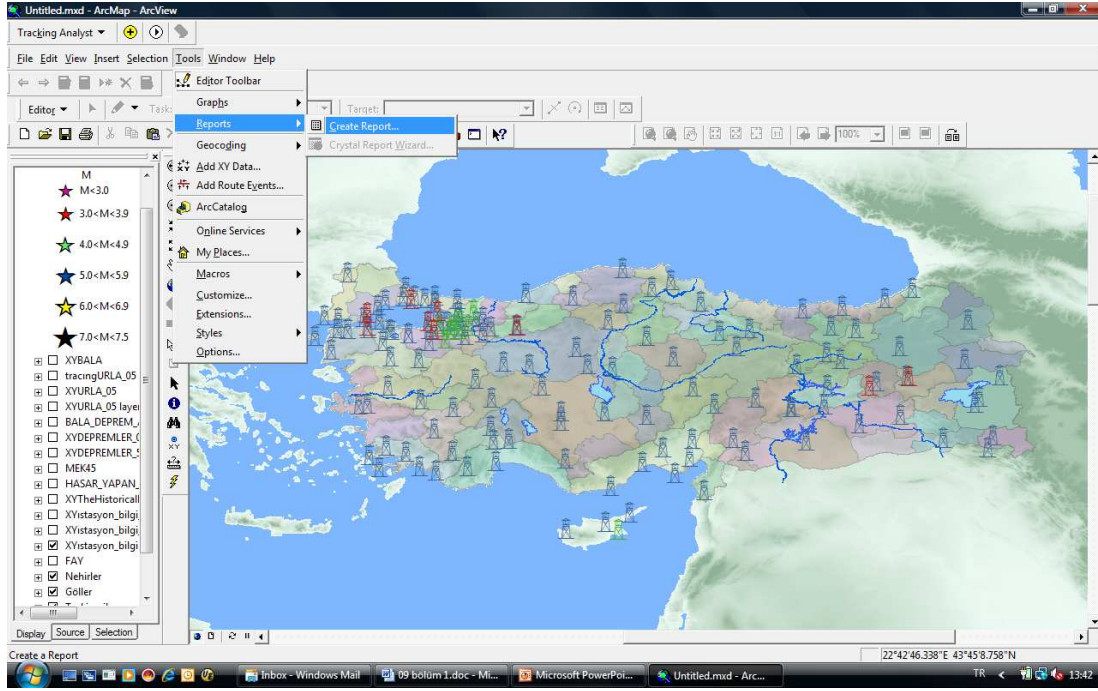 Untitled.mxd - ArcMap - ArcView
Tracking Analyst
File Edit View Insert Selection Tools Window Help
Editor Toolbar
Editor
Task:
Graphs
Target:
Reports
Create Report...
100%
Geocoding
Crystal Report Wizard...
Add XY Data...
Add Route Events...
ArcCatalog
Online Services
My Places...
Macros
Customize...
Extensions...
Styles
Options...
M
M<3.0
3.0<M<3.9
4.0<M<4.9
5.0<M<5.9
6.0<M<6.9
7.0<M<7.5
XYBALA
tracingURLA_05
XYURLA_05
XYURLA_05 layer
BALA_DEPREM_
XYDEPREMLER_
XYDEPREMLER_
MEK45
HASAR_YAPAN_
XYTheHistoricall
XYistasyon_bilgi
XYistasyon_bilgi
XYistasyon_bilgi
FAY
Nehirler
Göller
Display Source Selection
Create a Report
22°42'46.338"E 43°45'8.758"N
Inbox - Windows Mail
09 bölüm 1.doc - Mi...
Microsoft PowerPoi...
Untitled.mxd - Arc...
TR
13:42